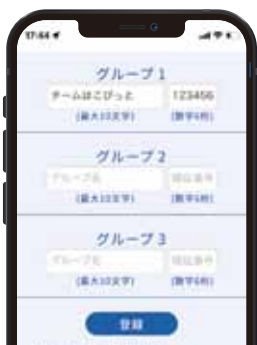 17:44
グループ 1
チームはこびっと 123456
(最大10文字) (数字6桁)
グループ 2
グループ名 認証番号
(最大10文字) (数字6桁)
グループ 3
グループ名 認証番号
(最大10文字) (数字6桁)
登録